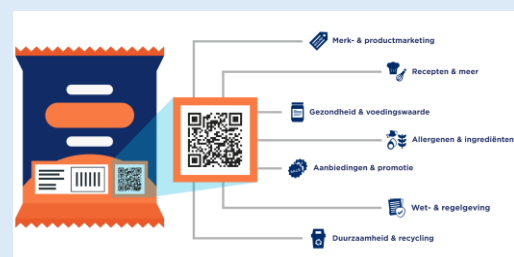 Merk- & productmarketing
Recepten & meer
Gezondheid & voedingswaarde
Allergenen & ingrediënten
Aanbiedingen & promotie
Wet- & regelgeving
Duurzaamheid & recycling